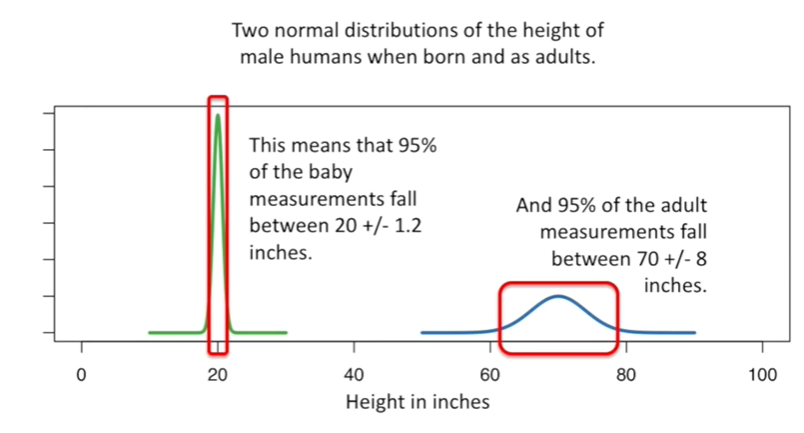 Two normal distributions of the height of
male humans when born and as adults.
This means that 95%
of the baby
measurements fall
between 20 +/- 1.2
inches.
And 95% of the adult
measurements fall
between 70 +/- 8
inches.
0 20 40 60 80 100
Height in inches